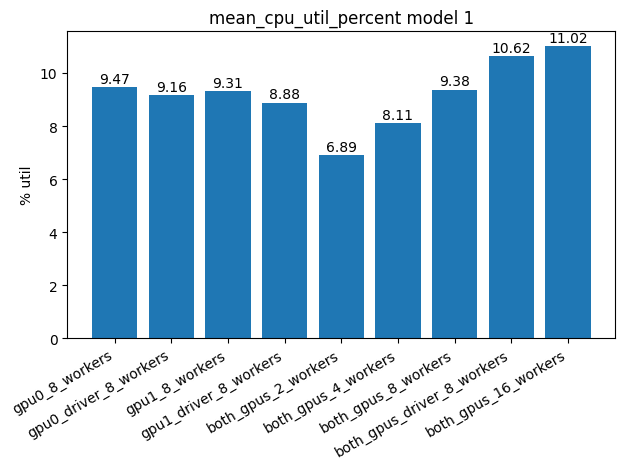 mean_cpu_util_percent model 1
% util
10
8
6
4
2
0
9.47
9.16
9.31
8.88
6.89
8.11
9.38
10.62
11.02
gpu0_8_workers
gpu0_driver_8_workers
gpu1_8_workers
gpu1_driver_8_workers
both_gpus_2_workers
both_gpus_4_workers
both_gpus_8_workers
both_gpus_driver_8_workers
both_gpus_16_workers